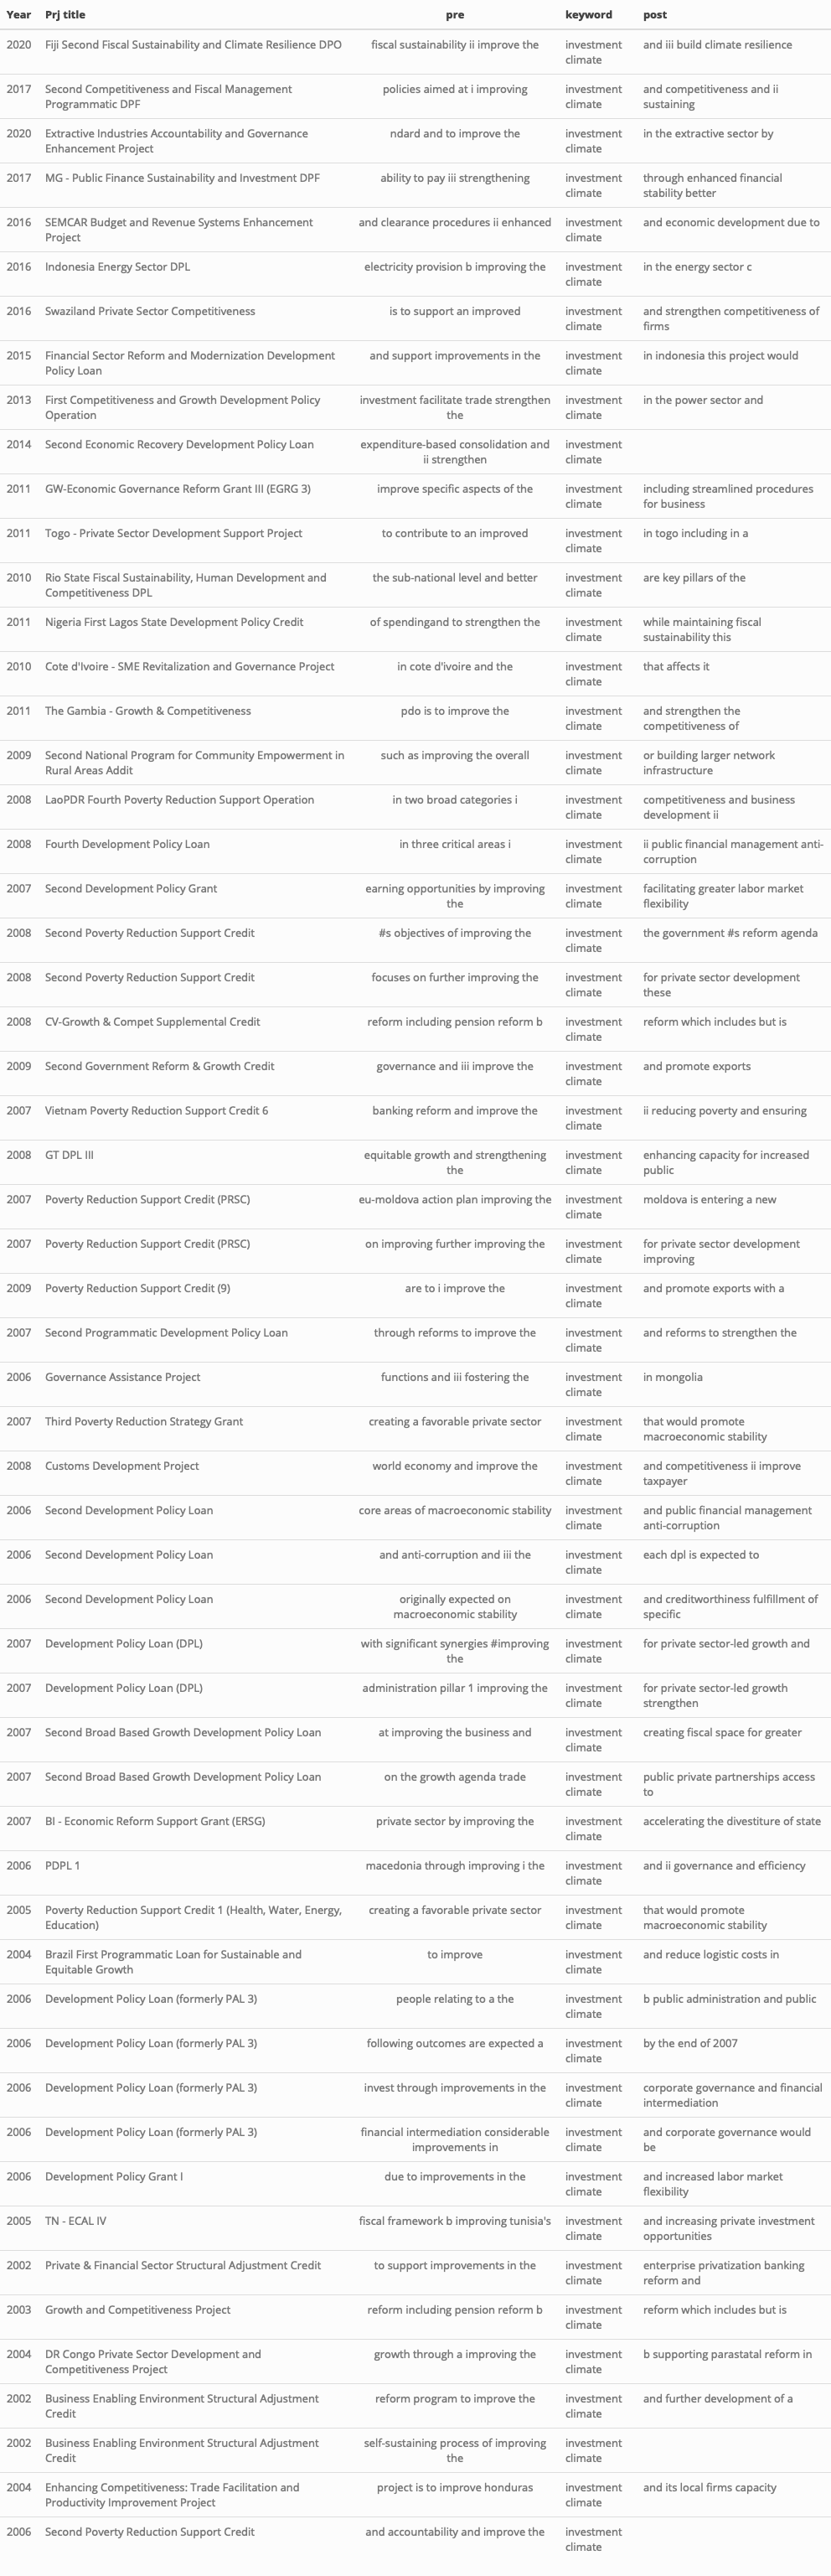 Year Prj title pre keyword post
2020 Fiji Second Fiscal Sustainability and Climate Resilience DPO fiscal sustainability ii improve the investment and iii build climate resilience
climate
2017 Second Competitiveness and Fiscal Management policies aimed at i improving investment and competitiveness and ii
Programmatic DPF climate sustaining
2020 Extractive Industries Accountability and Governance ndard and to improve the investment in the extractive sector by
Enhancement Project climate
2017 MG - Public Finance Sustainability and Investment DPF ability to pay iii strengthening investment through enhanced financial
climate stability better
2016 SEMCAR Budget and Revenue Systems Enhancement and clearance procedures ii enhanced investment and economic development due to
Project climate
2016 Indonesia Energy Sector DPL electricity provision b improving the investment in the energy sector c
climate
2016 Swaziland Private Sector Competitiveness is to support an improved investment and strengthen competitiveness of
climate firms
2015 Financial Sector Reform and Modernization Development and support improvements in the investment in indonesia this project would
Policy Loan climate
2013 First Competitiveness and Growth Development Policy investment facilitate trade strengthen investment in the power sector and
Operation the climate
2014 Second Economic Recovery Development Policy Loan expenditure-based consolidation and investment
ii strengthen climate
2011 GW-Economic Governance Reform Grant III (EGRG 3) improve specific aspects of the investment including streamlined procedures
climate for business
2011 Togo - Private Sector Development Support Project to contribute to an improved investment in togo including in a
climate
2010 Rio State Fiscal Sustainability, Human Development and the sub-national level and better investment are key pillars of the
Competitiveness DPL climate
2011 Nigeria First Lagos State Development Policy Credit of spendingand to strengthen the investment while maintaining fiscal
climate sustainability this
2010 Cote d'Ivoire - SME Revitalization and Governance Project in cote d'ivoire and the investment that affects it
climate
2011 The Gambia - Growth & Competitiveness pdo is to improve the investment and strengthen the
climate competitiveness of
2009 Second National Program for Community Empowerment in such as improving the overall investment or building larger network
Rural Areas Addit climate infrastructure
2008 LaoPDR Fourth Poverty Reduction Support Operation in two broad categories i investment competitiveness and business
climate development ii
2008 Fourth Development Policy Loan in three critical areas i investment ii public financial management anti-
climate corruption
2007 Second Development Policy Grant earning opportunities by improving investment facilitating greater labor market
the climate flexibility
2008 Second Poverty Reduction Support Credit #s objectives of improving the investment the government #s reform agenda
climate
2008 Second Poverty Reduction Support Credit focuses on further improving the investment for private sector development
climate these
2008 CV-Growth & Compet Supplemental Credit reform including pension reform b investment reform which includes but is
climate
2009 Second Government Reform & Growth Credit governance and iii improve the investment and promote exports
climate
2007 Vietnam Poverty Reduction Support Credit 6 banking reform and improve the investment ii reducing poverty and ensuring
climate
2008 GT DPL III equitable growth and strengthening investment enhancing capacity for increased
the climate public
2007 Poverty Reduction Support Credit (PRSC) eu-moldova action plan improving the investment moldova is entering a new
climate
2007 Poverty Reduction Support Credit (PRSC) on improving further improving the investment for private sector development
climate improving
2009 Poverty Reduction Support Credit (9) are to i improve the investment and promote exports with a
climate
2007 Second Programmatic Development Policy Loan through reforms to improve the investment and reforms to strengthen the
climate
2006 Governance Assistance Project functions and iii fostering the investment in mongolia
climate
2007 Third Poverty Reduction Strategy Grant creating a favorable private sector investment that would promote
climate macroeconomic stability
2008 Customs Development Project world economy and improve the investment and competitiveness ii improve
climate taxpayer
2006 Second Development Policy Loan core areas of macroeconomic stability investment and public financial management
climate anti-corruption
2006 Second Development Policy Loan and anti-corruption and iii the investment each dpl is expected to
climate
2006 Second Development Policy Loan originally expected on investment and creditworthiness fulfillment of
macroeconomic stability climate specific
2007 Development Policy Loan (DPL) with significant synergies #improving investment for private sector-led growth and
the climate
2007 Development Policy Loan (DPL) administration pillar 1 improving the investment for private sector-led growth
climate strengthen
2007 Second Broad Based Growth Development Policy Loan at improving the business and investment creating fiscal space for greater
climate
2007 Second Broad Based Growth Development Policy Loan on the growth agenda trade investment public private partnerships access
climate to
2007 BI - Economic Reform Support Grant (ERSG) private sector by improving the investment accelerating the divestiture of state
climate
2006 PDPL 1 macedonia through improving i the investment and ii governance and efficiency
climate
2005 Poverty Reduction Support Credit 1 (Health, Water, Energy, creating a favorable private sector investment that would promote
Education) climate macroeconomic stability
2004 Brazil First Programmatic Loan for Sustainable and to improve investment and reduce logistic costs in
Equitable Growth climate
2006 Development Policy Loan (formerly PAL 3) people relating to a the investment b public administration and public
climate
2006 Development Policy Loan (formerly PAL 3) following outcomes are expected a investment by the end of 2007
climate
2006 Development Policy Loan (formerly PAL 3) invest through improvements in the investment corporate governance and financial
climate intermediation
2006 Development Policy Loan (formerly PAL 3) financial intermediation considerable investment and corporate governance would
improvements in climate be
2006 Development Policy Grant I due to improvements in the investment and increased labor market
climate flexibility
2005 TN - ECAL IV fiscal framework b improving tunisia's investment and increasing private investment
climate opportunities
2002 Private & Financial Sector Structural Adjustment Credit to support improvements in the investment enterprise privatization banking
climate reform and
2003 Growth and Competitiveness Project reform including pension reform b investment reform which includes but is
climate
2004 DR Congo Private Sector Development and growth through a improving the investment b supporting parastatal reform in
Competitiveness Project climate
2002 Business Enabling Environment Structural Adjustment reform program to improve the investment and further development of a
Credit climate
2002 Business Enabling Environment Structural Adjustment self-sustaining process of improving investment
Credit the climate
2004 Enhancing Competitiveness: Trade Facilitation and project is to improve honduras investment and its local firms capacity
Productivity Improvement Project climate
2006 Second Poverty Reduction Support Credit and accountability and improve the investment
climate